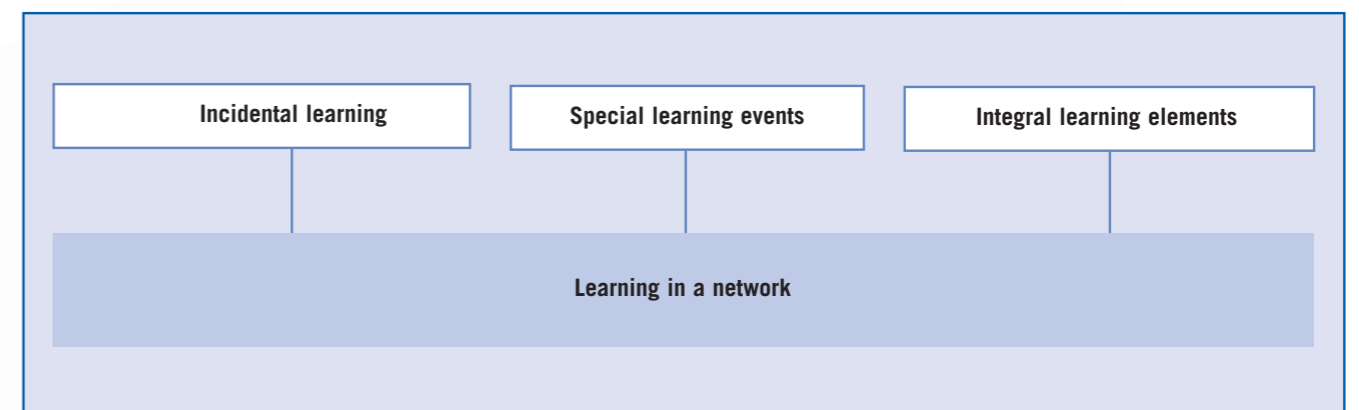 Incidental learning
Special learning events
Integral learning elements
Learning in a network